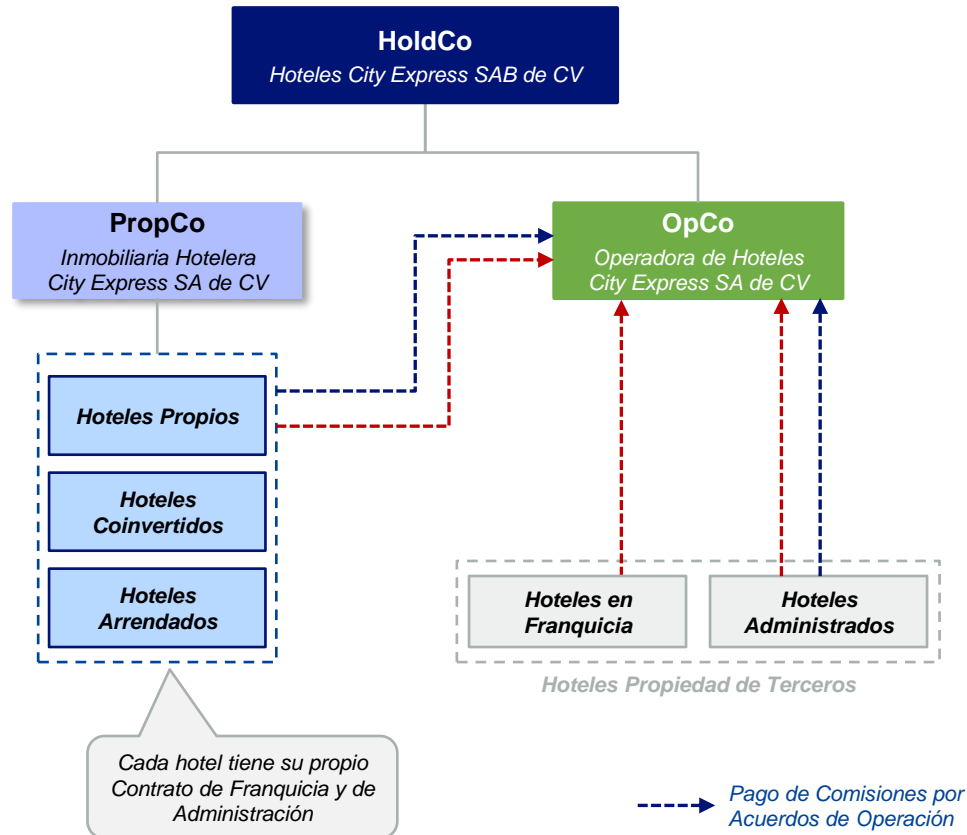 HoldCo
Hoteles City Express SAB de CV
PropCo
Inmobiliaria Hotelera
City Express SA de CV
OpCo
Operadora de Hoteles
City Express SA de CV
Hoteles Propios
Hoteles
Coinvertidos
Hoteles
Arrendados
Hoteles en
Franquicia
Hoteles
Administrados
Hoteles Propiedad de Terceros
Cada hotel tiene su propio
Contrato de Franquicia y de
Administración
Pago de Comisiones por
Acuerdos de Operación